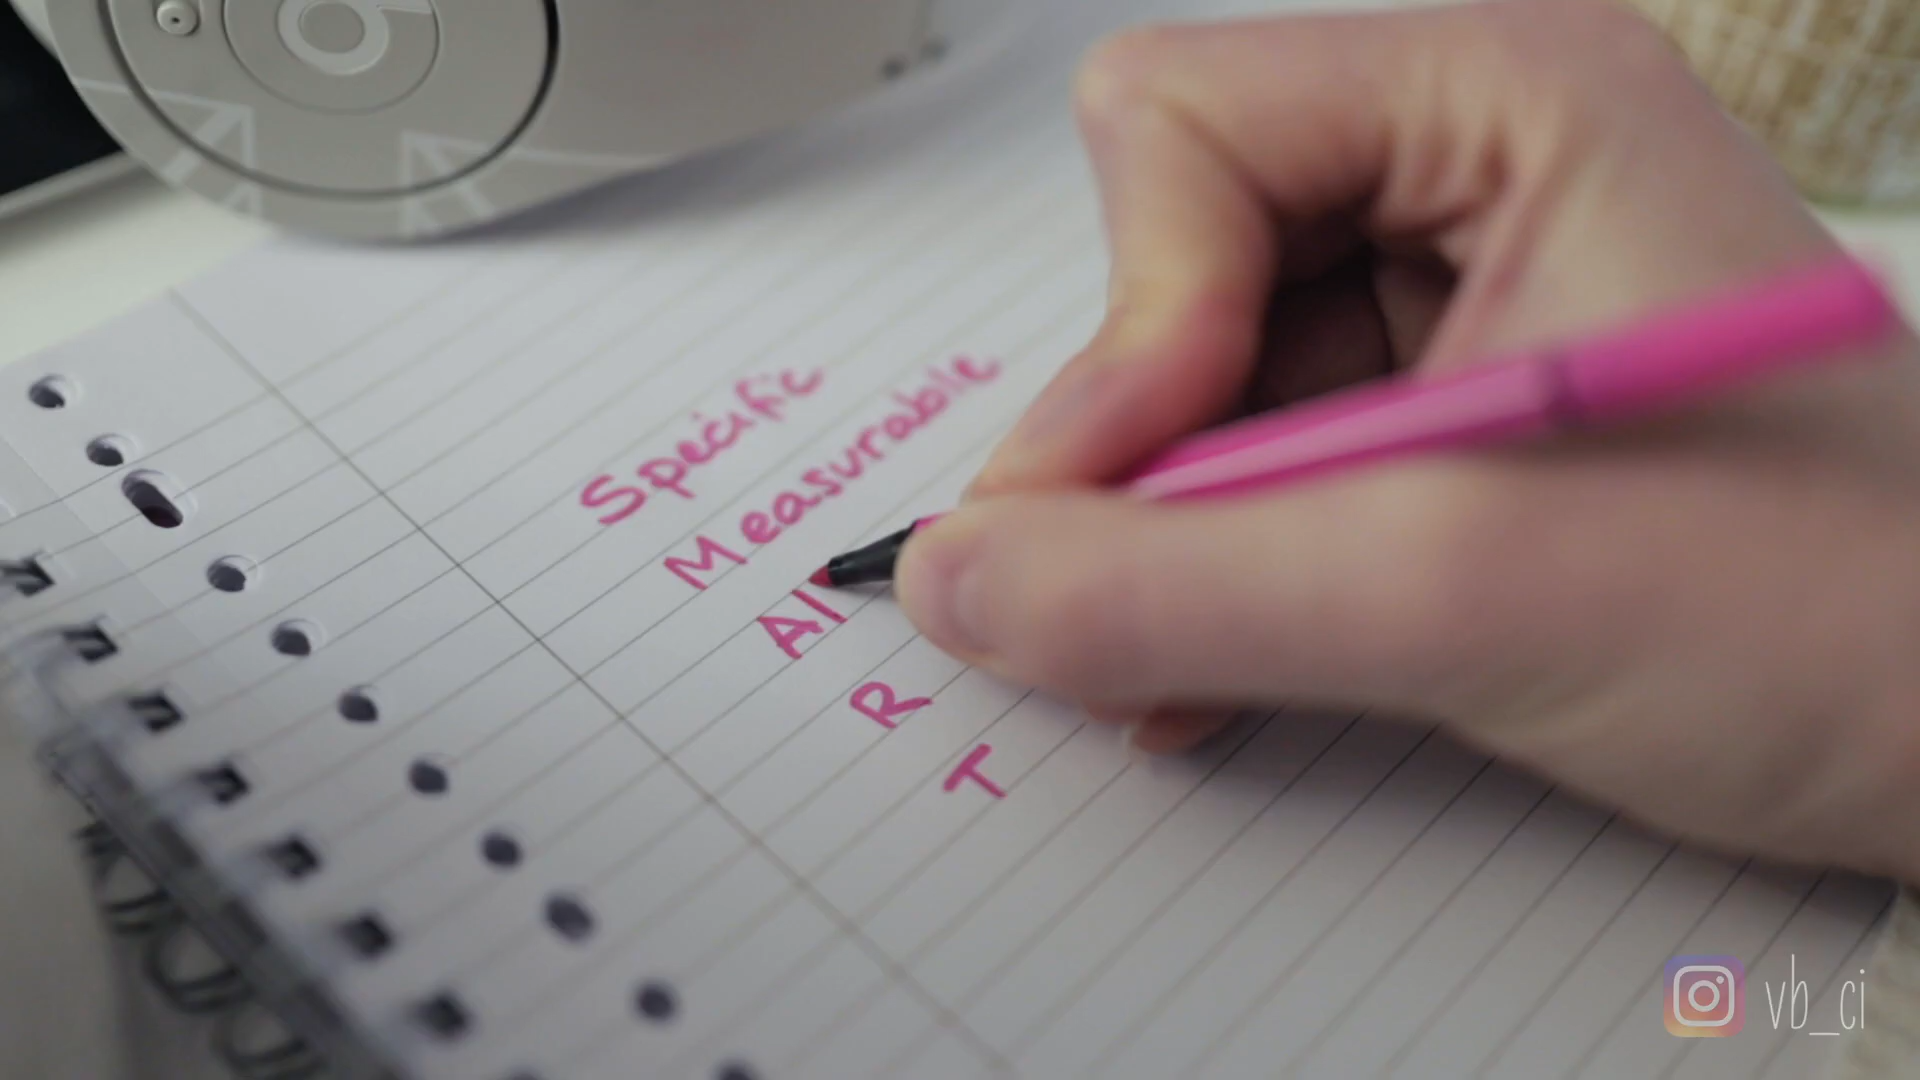 Specific
Measurable
Al
R
T
vb_ci